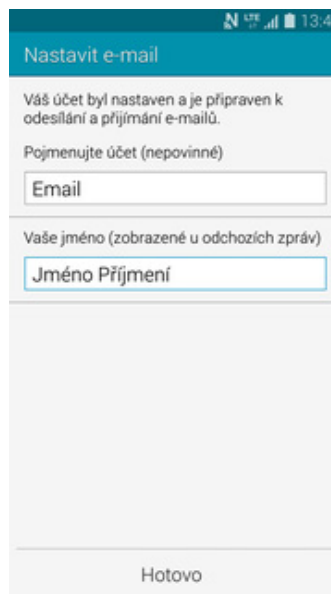 13:4
Nastavit e-mail
Váš účet byl nastaven a je připraven k
odesílání a přijímání e-mailů.
Pojmenujte účet (nepovinné)
Email
Vaše jméno (zobrazené u odchozích zpráv)
Jméno Příjmení
Hotovo